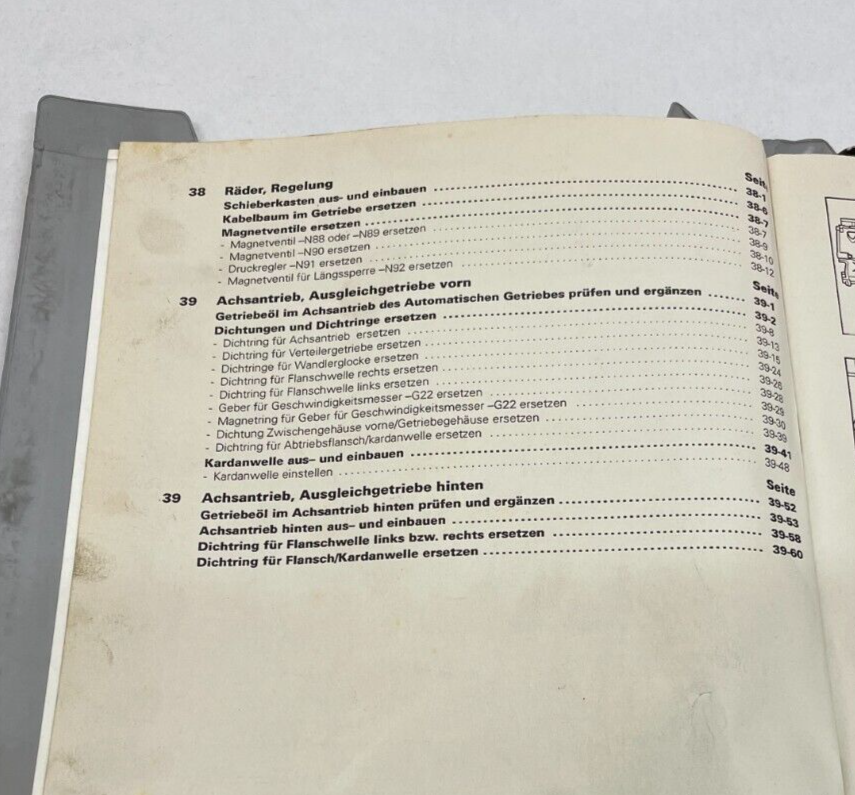 38 Räder, Regelung Seit
Schieberkasten aus– und einbauen 38-1
Kabelbaum im Getriebe ersetzen 38-6
Magnetventile ersetzen 38-7
- Magnetventil –N88 oder –N89 ersetzen 38-7
- Magnetventil –N90 ersetzen 38-9
- Druckregler –N91 ersetzen 38-10
- Magnetventil für Längssperre –N92 ersetzen 38-12
39 Achsantrieb, Ausgleichgetriebe vorn Seite
Getriebeöl im Achsantrieb des Automatischen Getriebes prüfen und ergänzen 39-1
Dichtungen und Dichtringe ersetzen 39-2
- Dichtring für Achsantrieb ersetzen 39-8
- Dichtring für Verteilergetriebe ersetzen 39-13
- Dichtringe für Wandlerglocke ersetzen 39-15
- Dichtring für Flanschwelle rechts ersetzen 39-24
- Dichtring für Flanschwelle links ersetzen 39-26
- Geber für Geschwindigkeitsmesser –G22 ersetzen 39-28
- Magnetring für Geber für Geschwindigkeitsmesser –G22 ersetzen 39-29
- Dichtung Zwischengehäuse vorne/Getriebegehäuse ersetzen 39-30
- Dichtring für Abtriebsflansch/kardanwelle ersetzen 39-39
Kardanwelle aus– und einbauen 39-41
- Kardanwelle einstellen 39-48
39 Achsantrieb, Ausgleichgetriebe hinten Seite
Getriebeöl im Achsantrieb hinten prüfen und ergänzen 39-52
Achsantrieb hinten aus– und einbauen 39-53
Dichtring für Flanschwelle links bzw. rechts ersetzen 39-58
Dichtring für Flansch/Kardanwelle ersetzen 39-60